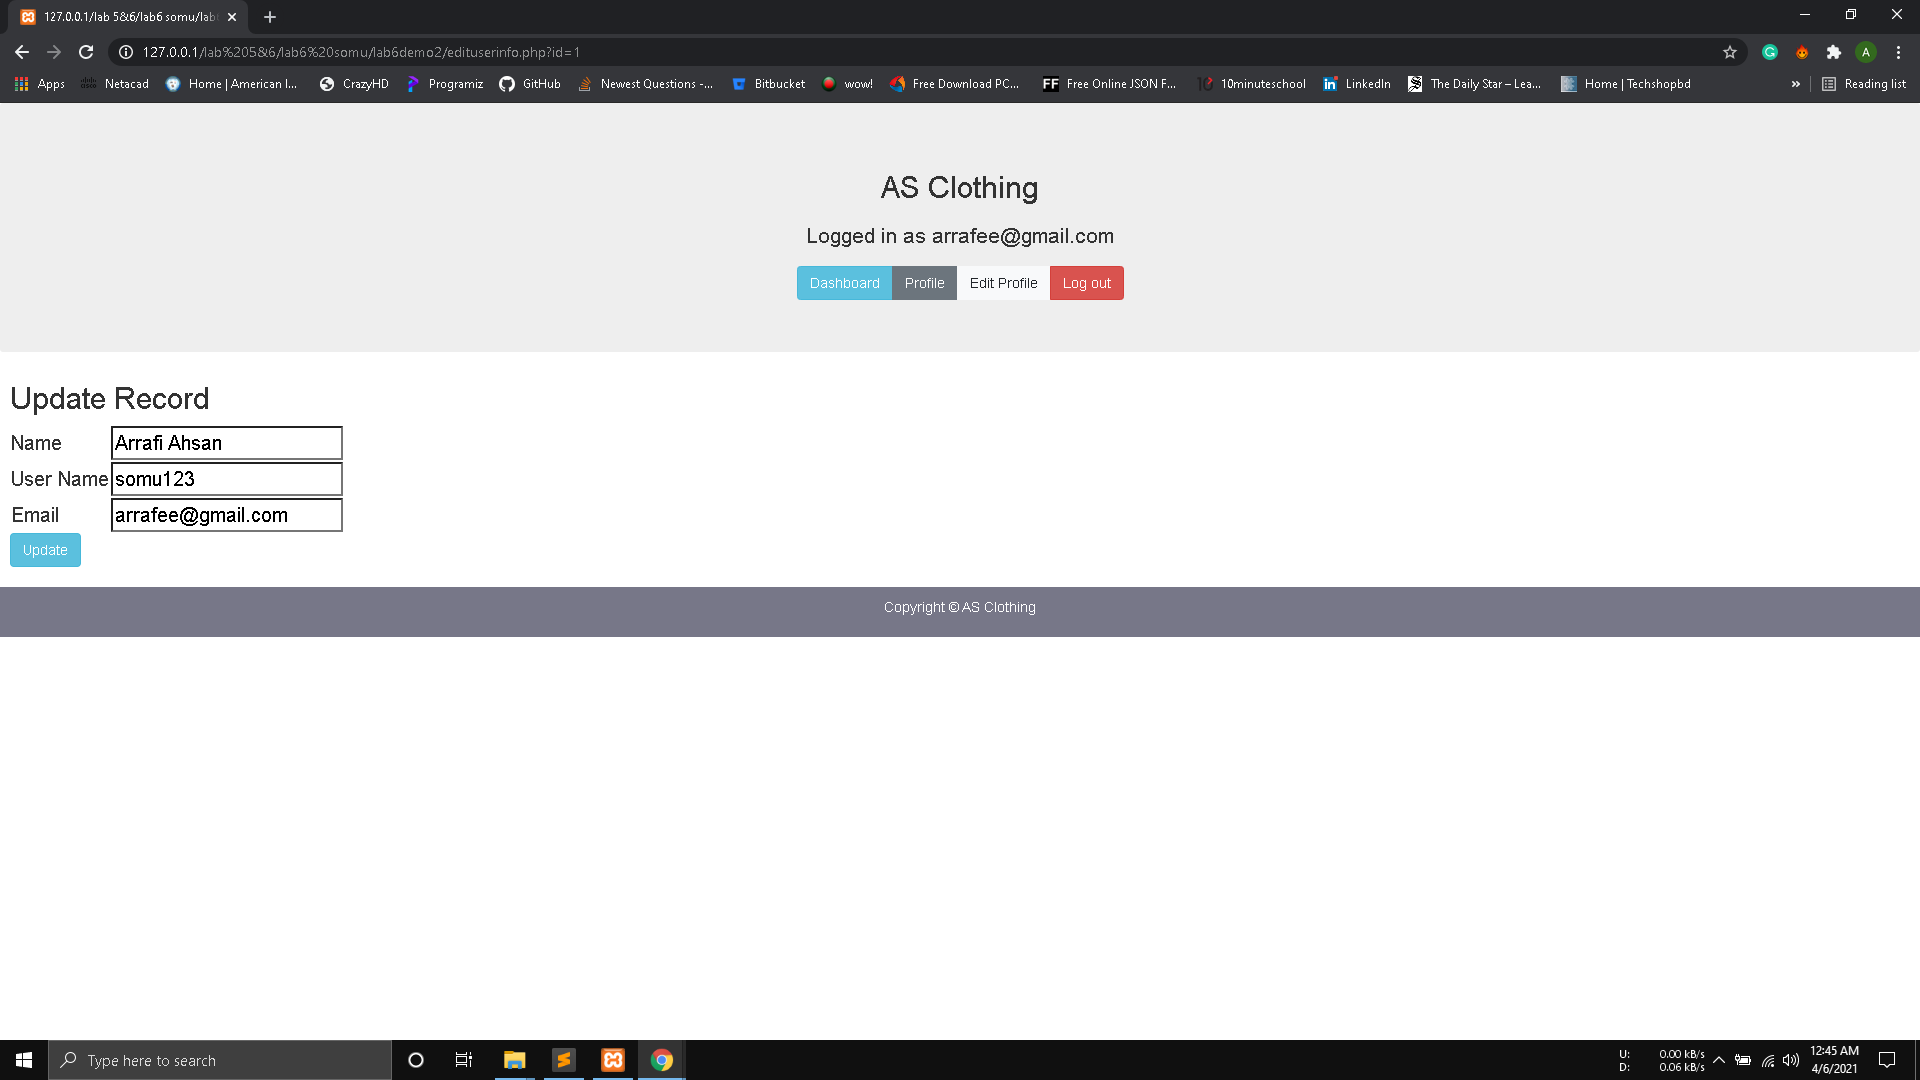 127.0.0.1/lab 5&6/lab6 somu/lab
127.0.0.1/lab%205&6/lab6%20somu/lab6demo2/edituserinfo.php?id=1
A
Apps
Netacad
Home | American I...
CrazyHD
Programiz
GitHub
Newest Questions -...
Bitbucket
wow!
Free Download PC...
FF Free Online JSON F...
10minuteschool
LinkedIn
The Daily Star – Lea...
Home | Techshopbd
»
Reading list
AS Clothing
Logged in as arrafee@gmail.com
Dashboard
Profile
Edit Profile
Log out
Update Record
Name Arrafi Ahsan
User Name somu123
Email arrafee@gmail.com
Update
Copyright © AS Clothing
Type here to search
U: 0.00 kB/s
D: 0.06 kB/s
12:45 AM
4/6/2021